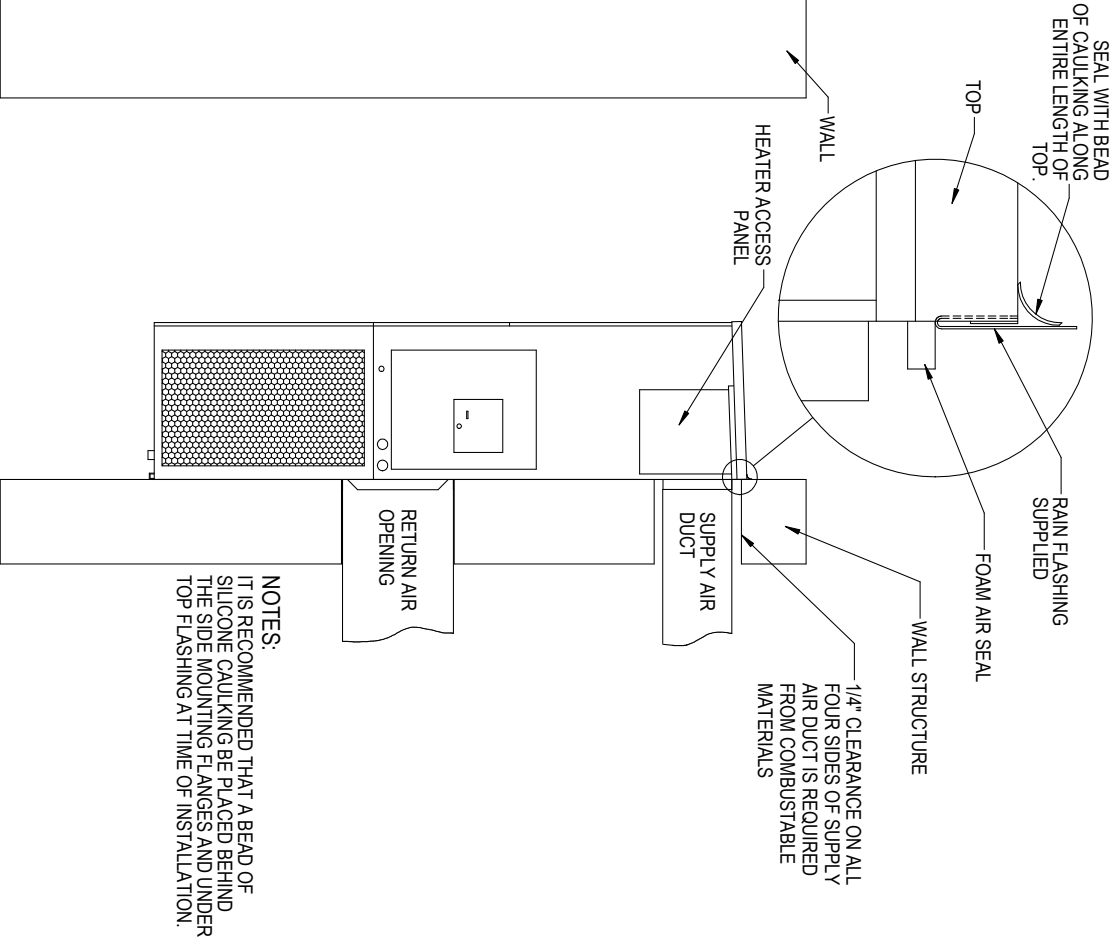 SEAL WITH BEAD
OF CAULKING ALONG
ENTIRE LENGTH OF
TOP.
TOP
RAIN FLASHING
SUPPLIED
FOAM AIR SEAL
WALL
HEATER ACCESS
PANEL
WALL STRUCTURE
1/4" CLEARANCE ON ALL
FOUR SIDES OF SUPPLY
AIR DUCT IS REQUIRED
FROM COMBUSTABLE
MATERIALS
SUPPLY AIR
DUCT
RETURN AIR
OPENING
NOTES:
IT IS RECOMMENDED THAT A BEAD OF
SILICONE CAULKING BE PLACED BEHIND
THE SIDE MOUNTING FLANGES AND UNDER
TOP FLASHING AT TIME OF INSTALLATION.